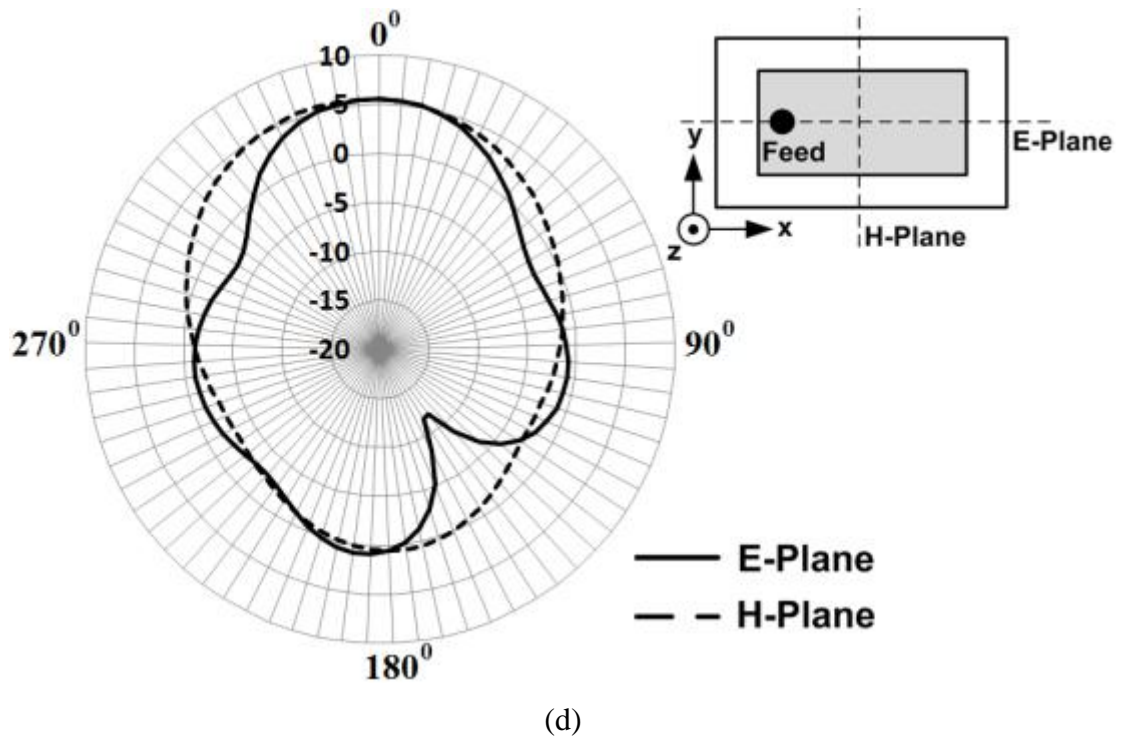 0⁰
10
5
0
-5
-10
-15
-20
270⁰
90⁰
180⁰
y
Feed
E-Plane
x
z
H-Plane
E-Plane
H-Plane
(d)